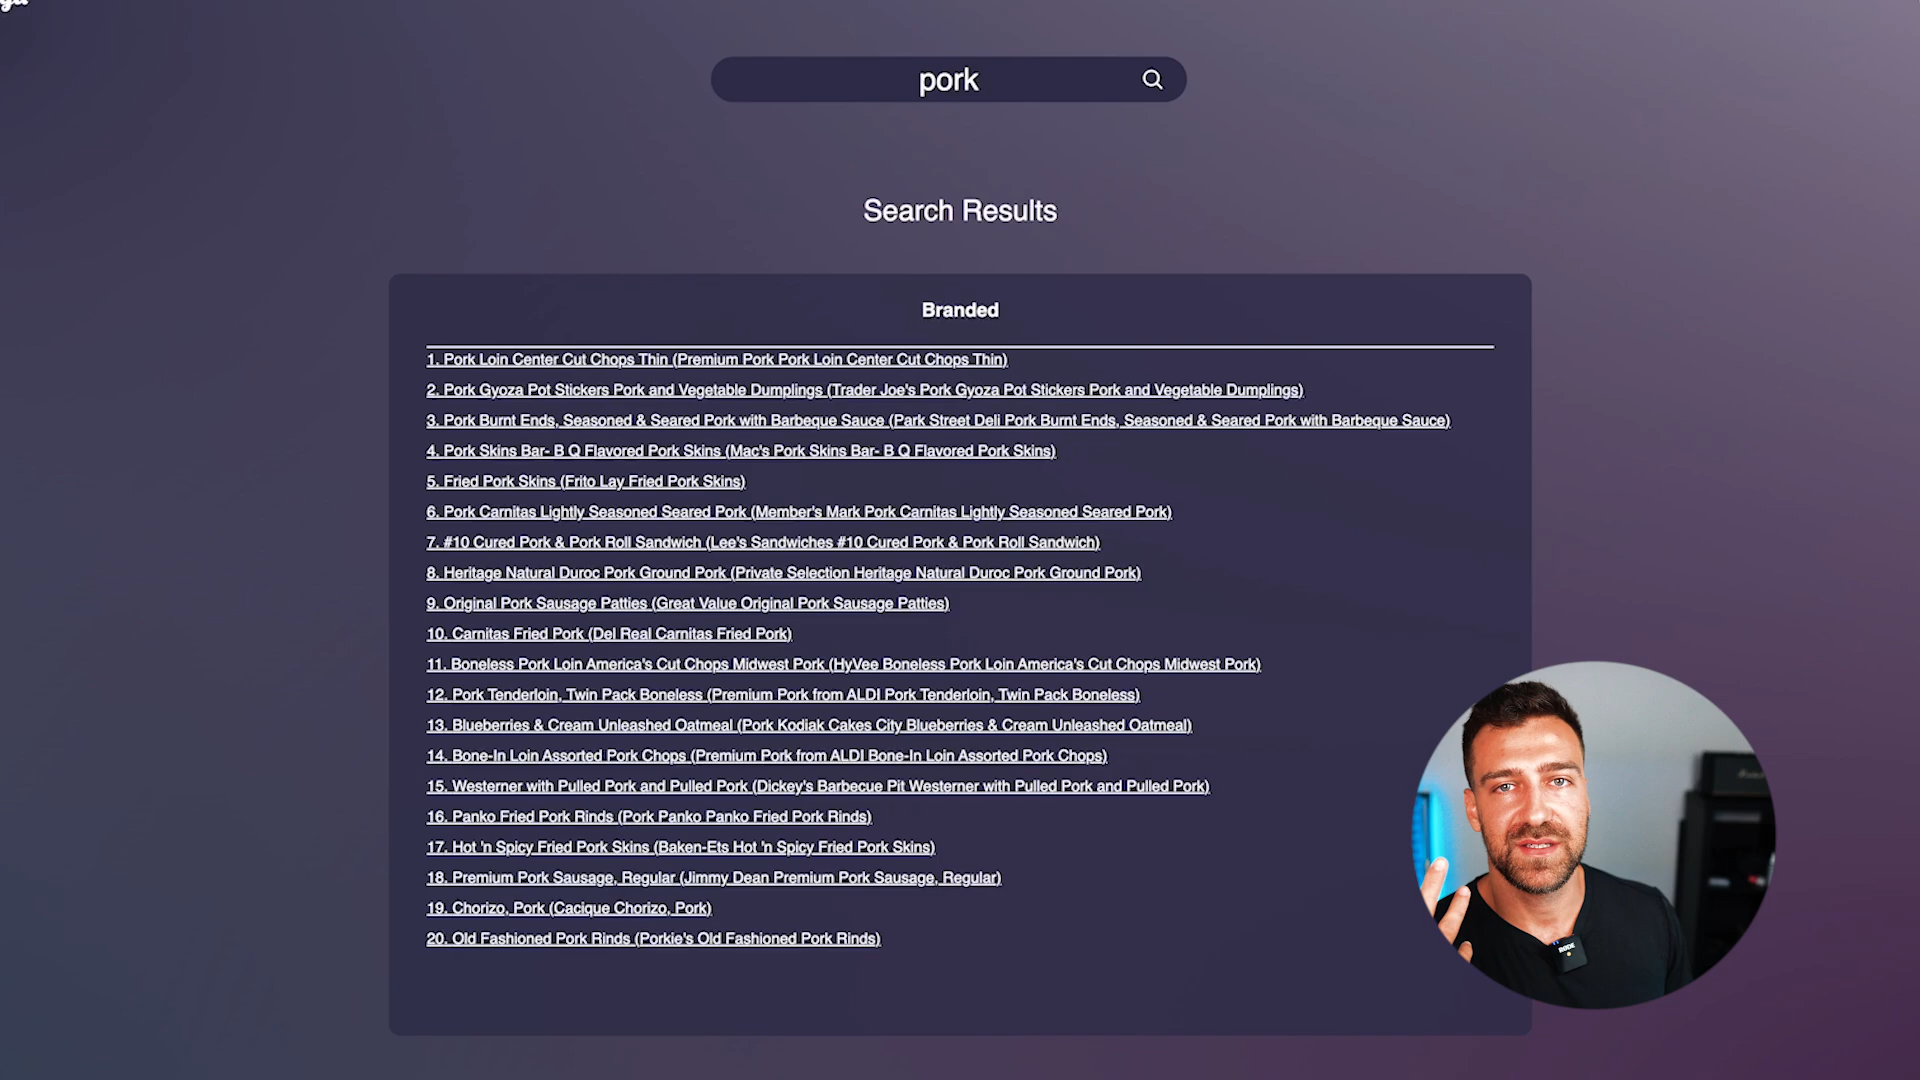 pork
Search Results
Branded
1. Pork Loin Center Cut Chops Thin (Premium Pork Pork Loin Center Cut Chops Thin)
2. Pork Gyoza Pot Stickers Pork and Vegetable Dumplings (Trader Joe's Pork Gyoza Pot Stickers Pork and Vegetable Dumplings)
3. Pork Burnt Ends, Seasoned & Seared Pork with Barbeque Sauce (Park Street Deli Pork Burnt Ends, Seasoned & Seared Pork with Barbeque Sauce)
4. Pork Skins Bar- B Q Flavored Pork Skins (Mac's Pork Skins Bar- B Q Flavored Pork Skins)
5. Fried Pork Skins (Frito Lay Fried Pork Skins)
6. Pork Carnitas Lightly Seasoned Seared Pork (Member's Mark Pork Carnitas Lightly Seasoned Seared Pork)
7. #10 Cured Pork & Pork Roll Sandwich (Lee's Sandwiches #10 Cured Pork & Pork Roll Sandwich)
8. Heritage Natural Duroc Pork Ground Pork (Private Selection Heritage Natural Duroc Pork Ground Pork)
9. Original Pork Sausage Patties (Great Value Original Pork Sausage Patties)
10. Carnitas Fried Pork (Del Real Carnitas Fried Pork)
11. Boneless Pork Loin America's Cut Chops Midwest Pork (HyVee Boneless Pork Loin America's Cut Chops Midwest Pork)
12. Pork Tenderloin, Twin Pack Boneless (Premium Pork from ALDI Pork Tenderloin, Twin Pack Boneless)
13. Blueberries & Cream Unleashed Oatmeal (Pork Kodiak Cakes City Blueberries & Cream Unleashed Oatmeal)
14. Bone-In Loin Assorted Pork Chops (Premium Pork from ALDI Bone-In Loin Assorted Pork Chops)
15. Westerner with Pulled Pork and Pulled Pork (Dickey's Barbecue Pit Westerner with Pulled Pork and Pulled Pork)
16. Panko Fried Pork Rinds (Pork Panko Panko Fried Pork Rinds)
17. Hot 'n Spicy Fried Pork Skins (Baken-Ets Hot 'n Spicy Fried Pork Skins)
18. Premium Pork Sausage, Regular (Jimmy Dean Premium Pork Sausage, Regular)
19. Chorizo, Pork (Cacique Chorizo, Pork)
20. Old Fashioned Pork Rinds (Porkie's Old Fashioned Pork Rinds)
RODE